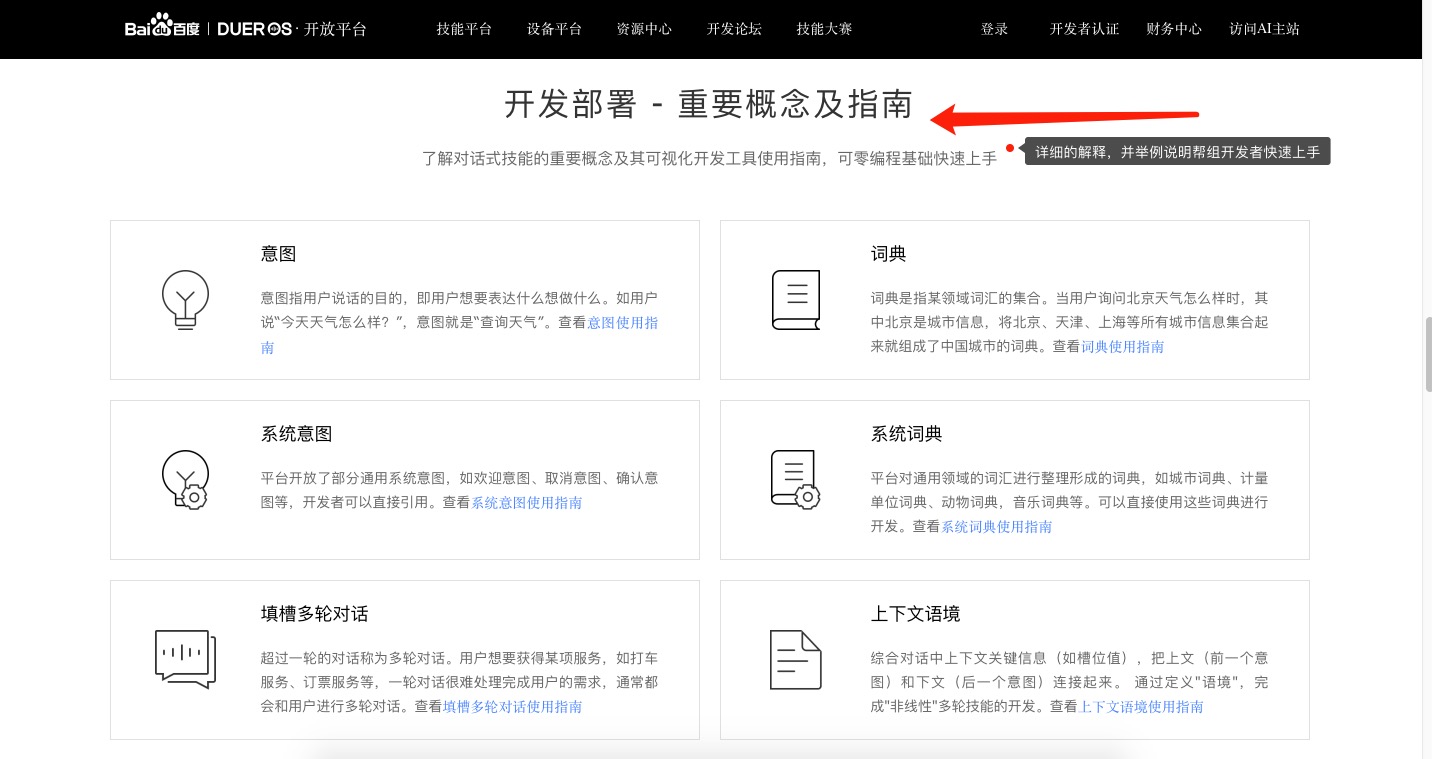 Bai du 百度 | DUER OS · 开放平台 技能平台 设备平台 资源中心 开发论坛 技能大赛 登录 开发者认证 财务中心 访问AI主站
开发部署 - 重要概念及指南
了解对话式技能的重要概念及其可视化开发工具使用指南，可零编程基础快速上手
详细的解释，并举例说明帮组开发者快速上手
意图
意图指用户说话的目的，即用户想要表达什么想做什么。如用户
说“今天天气怎么样？”，意图就是“查询天气”。查看意图使用指
南
词典
词典是指某领域词汇的集合。当用户询问北京天气怎么样时，其
中北京是城市信息，将北京、天津、上海等所有城市信息集合起
来就组成了中国城市的词典。查看词典使用指南
系统意图
平台开放了部分通用系统意图，如欢迎意图、取消意图、确认意
图等，开发者可以直接引用。查看系统意图使用指南
系统词典
平台对通用领域的词汇进行整理形成的词典，如城市词典、计量
单位词典、动物词典，音乐词典等。可以直接使用这些词典进行
开发。查看系统词典使用指南
填槽多轮对话
超过一轮的对话称为多轮对话。用户想要获得某项服务，如打车
服务、订票服务等，一轮对话很难处理完成用户的需求，通常都
会和用户进行多轮对话。查看填槽多轮对话使用指南
上下文语境
综合对话中上下文关键信息（如槽位值），把上文（前一个意
图）和下文（后一个意图）连接起来。 通过定义"语境"，完
成"非线性"多轮技能的开发。查看上下文语境使用指南